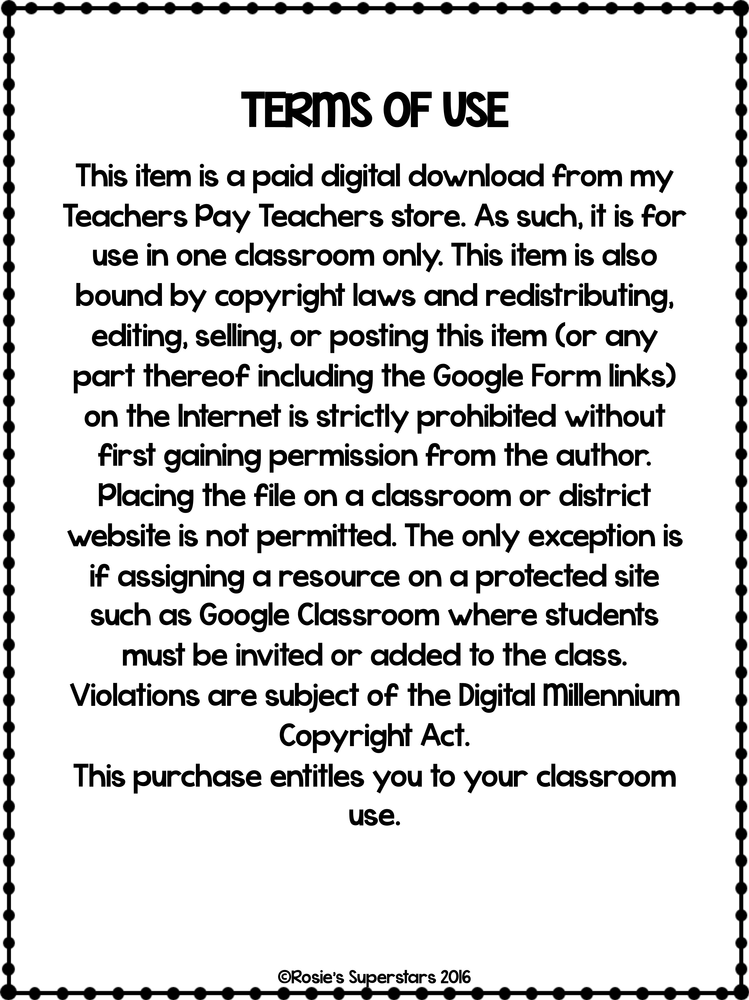 TERMS OF USE
This item is a paid digital download from my
Teachers Pay Teachers store. As such, it is for
use in one classroom only. This item is also
bound by copyright laws and redistributing,
editing, selling, or posting this item (or any
part thereof including the Google Form links)
on the Internet is strictly prohibited without
first gaining permission from the author.
Placing the file on a classroom or district
website is not permitted. The only exception is
if assigning a resource on a protected site
such as Google Classroom where students
must be invited or added to the class.
Violations are subject of the Digital Millennium
Copyright Act.
This purchase entitles you to your classroom
use.
©Rosie's Superstars 2016